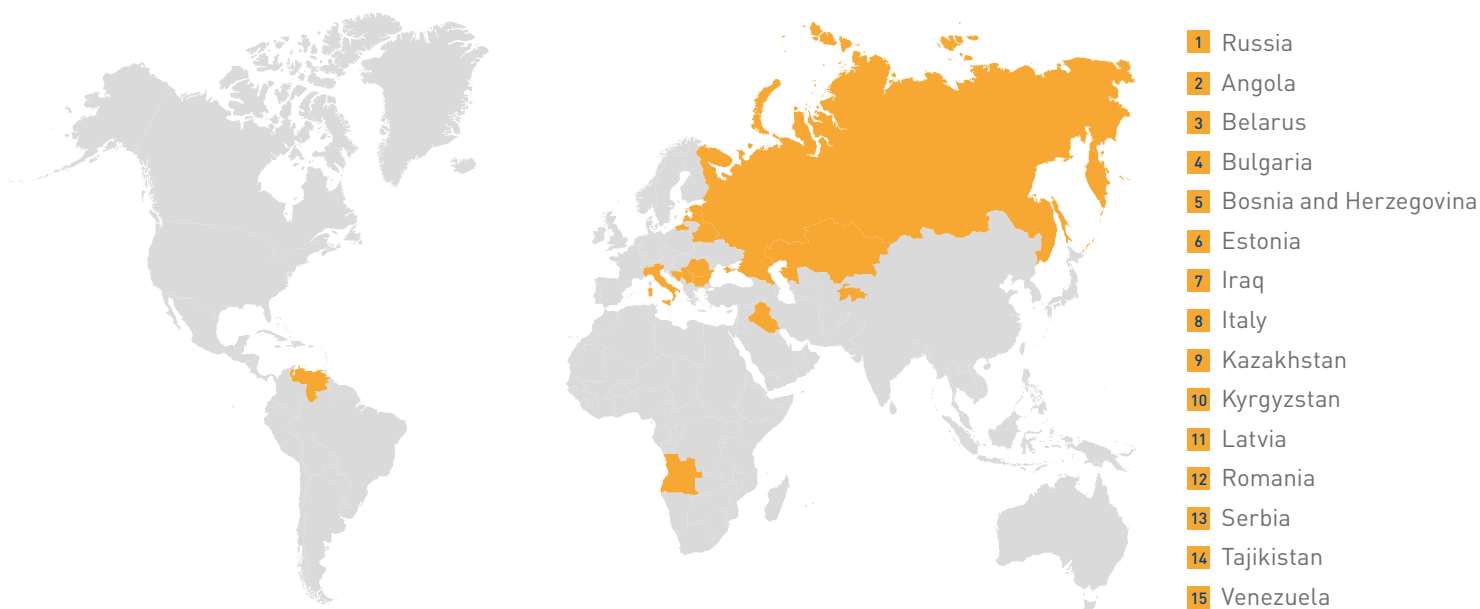 1 Russia
2 Angola
3 Belarus
4 Bulgaria
5 Bosnia and Herzegovina
6 Estonia
7 Iraq
8 Italy
9 Kazakhstan
10 Kyrgyzstan
11 Latvia
12 Romania
13 Serbia
14 Tajikistan
15 Venezuela